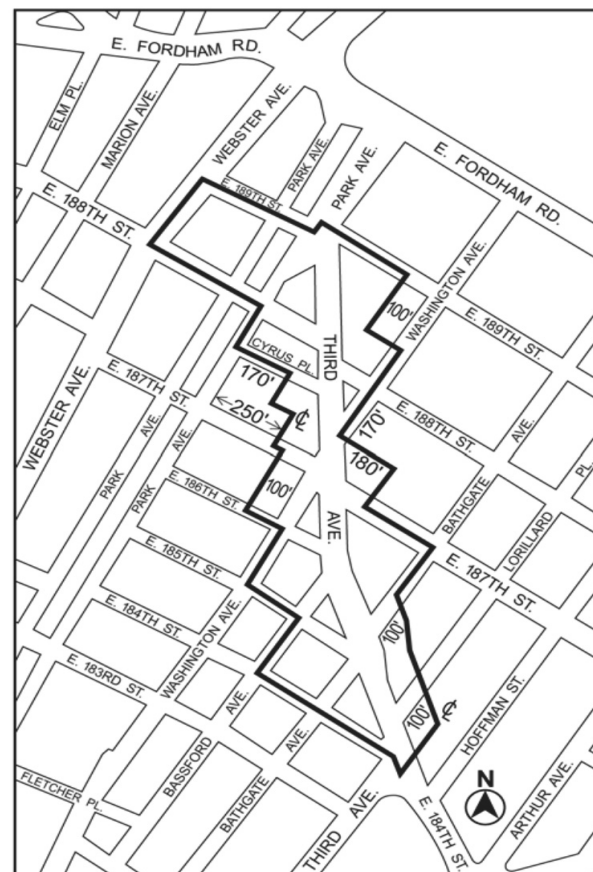 E. FORDHAM RD.
ELM PL.
MARION AVE.
WEBSTER AVE.
PARK AVE.
PARK AVE.
E. FORDHAM RD.
E. 188TH ST.
E. 189TH ST.
WASHINGTON AVE.
100'
E. 189TH ST.
CYRUS PL.
THIRD
170'
250'
℄
E. 187TH ST.
170'
E. 188TH ST.
AVE.
PL.
WEBSTER AVE.
PARK AVE.
PARK AVE.
180'
BATHGATE
LORILLARD
E. 186TH ST.
100'
AVE.
E. 187TH ST.
E. 185TH ST.
E. 184TH ST.
WASHINGTON AVE.
100'
E. 183RD ST.
100'
℄
HOFFMAN ST.
AVE.
AVE.
BASSFORD
BATHGATE
FLETCHER PL.
THIRD AVE.
E. 184TH ST.
N
ARTHUR AVE.